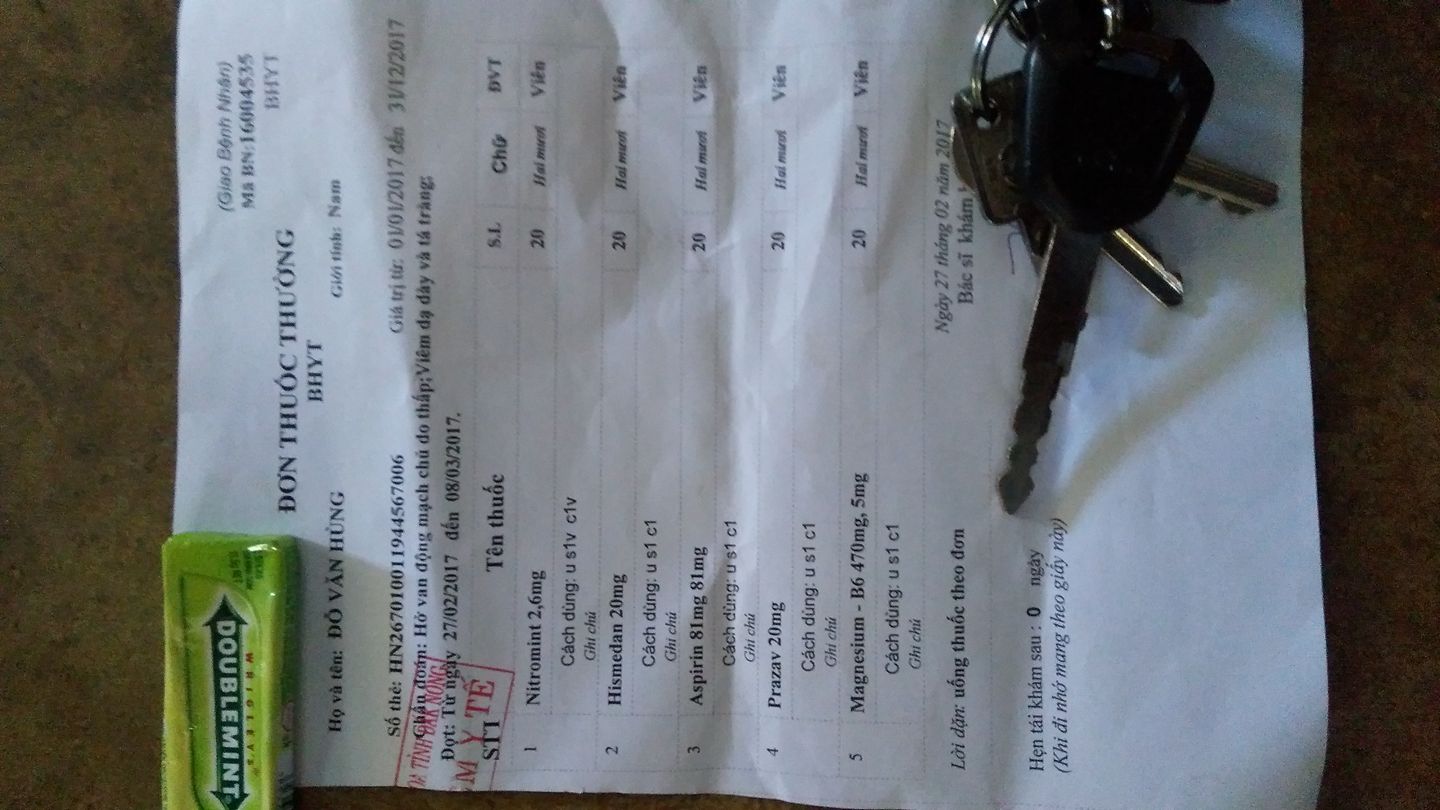 WRIGLEY'S
DOUBLEMINT
(Giao Bệnh Nhân)
Mã BN:16004535
BHYT
ĐƠN THUỐC THƯỜNG
BHYT
Họ và tên: ĐỖ VĂN HÙNG Giới tính: Nam
Số thẻ: HN267010011944567006 Giá trị từ: 01/01/2017 đến 31/12/2017
Chẩn đoán: Hở van động mạch chủ do thấp;Viêm dạ dày và tá tràng;
TỈNH ĐĂK NÔNG
Đợt: Từ ngày 27/02/2017 đến 08/03/2017.
Y TẾ
STT Tên thuốc S.L Chữ ĐVT
1 Nitromint 2,6mg 20 Hai mươi Viên
Cách dùng: u s1v c1v
Ghi chú
2 Hismedan 20mg 20 Hai mươi Viên
Cách dùng: u s1 c1
Ghi chú
3 Aspirin 81mg 81mg 20 Hai mươi Viên
Cách dùng: u s1 c1
Ghi chú
4 Prazav 20mg 20 Hai mươi Viên
Cách dùng: u s1 c1
Ghi chú
5 Magnesium - B6 470mg, 5mg 20 Hai mươi Viên
Cách dùng: u s1 c1
Ghi chú
Ngày 27 tháng 02 năm 2017
Lời dặn: uống thuốc theo đơn Bác sĩ khám
Hẹn tái khám sau : 0 ngày
(Khi đi nhớ mang theo giấy này)